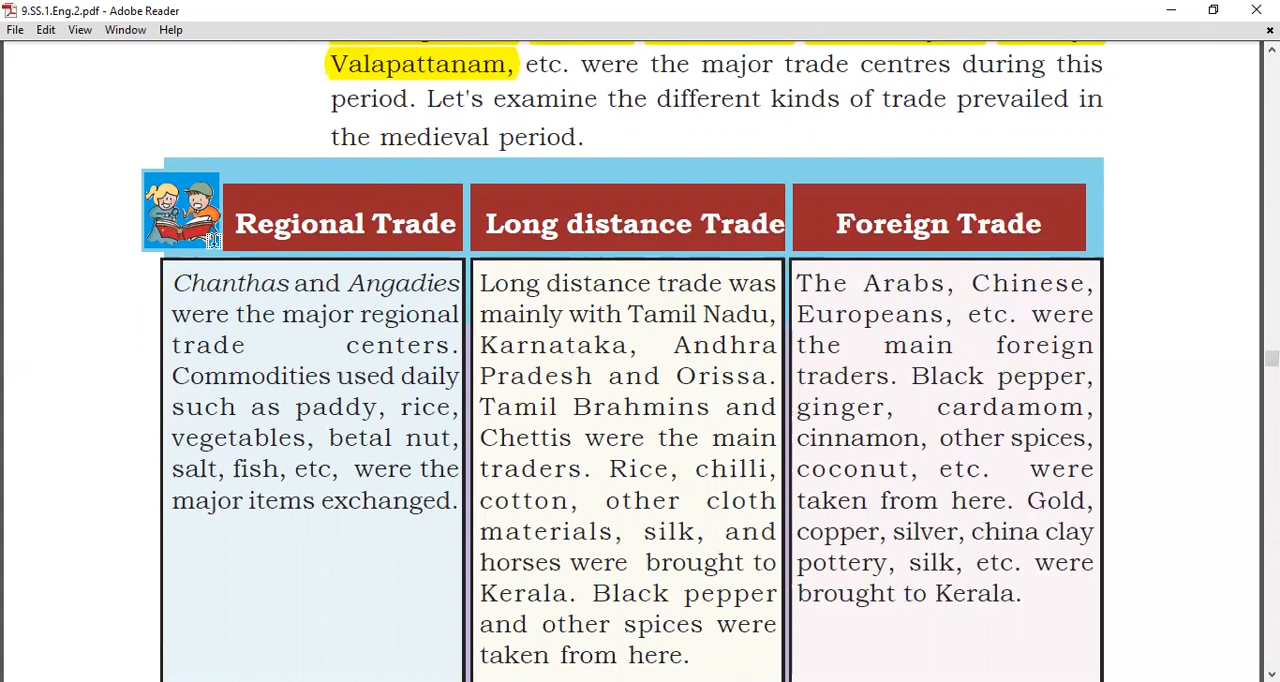 9.SS.1.Eng.2.pdf - Adobe Reader
File Edit View Window Help
Valapattanam, etc. were the major trade centres during this
period. Let's examine the different kinds of trade prevailed in
the medieval period.
Regional Trade
Chanthas and Angadies
were the major regional
trade centers.
Commodities used daily
such as paddy, rice,
vegetables, betal nut,
salt, fish, etc, were the
major items exchanged.
Long distance Trade
Long distance trade was
mainly with Tamil Nadu,
Karnataka, Andhra
Pradesh and Orissa.
Tamil Brahmins and
Chettis were the main
traders. Rice, chilli,
cotton, other cloth
materials, silk, and
horses were brought to
Kerala. Black pepper
and other spices were
taken from here.
Foreign Trade
The Arabs, Chinese,
Europeans, etc. were
the main foreign
traders. Black pepper,
ginger, cardamom,
cinnamon, other spices,
coconut, etc. were
taken from here. Gold,
copper, silver, china clay
pottery, silk, etc. were
brought to Kerala.